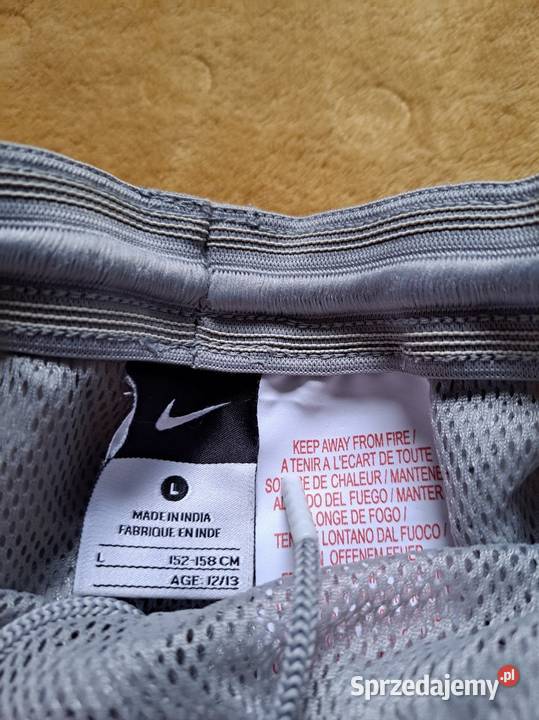 L
MADE IN INDIA
FABRIQUE EN INDE
L 152-158 CM
AGE: 12/13
KEEP AWAY FROM FIRE /
A TENIR A L'ECART DE TOUTE
DE CHALEUR / MANTENE
DEL FUEGO / MANTER
LONGE DE FOGO /
LONTANO DAL FUOCO /
OFFENEM FEUER
Sprzedajemy.pl